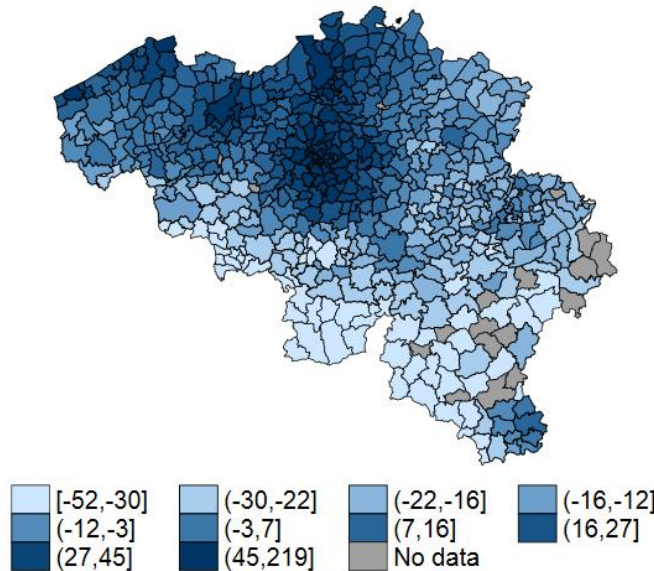 [-52,-30] (-30,-22] (-22,-16] (-16,-12]
(-12,-3] (-3,7] (7,16] (16,27]
(27,45] (45,219] No data